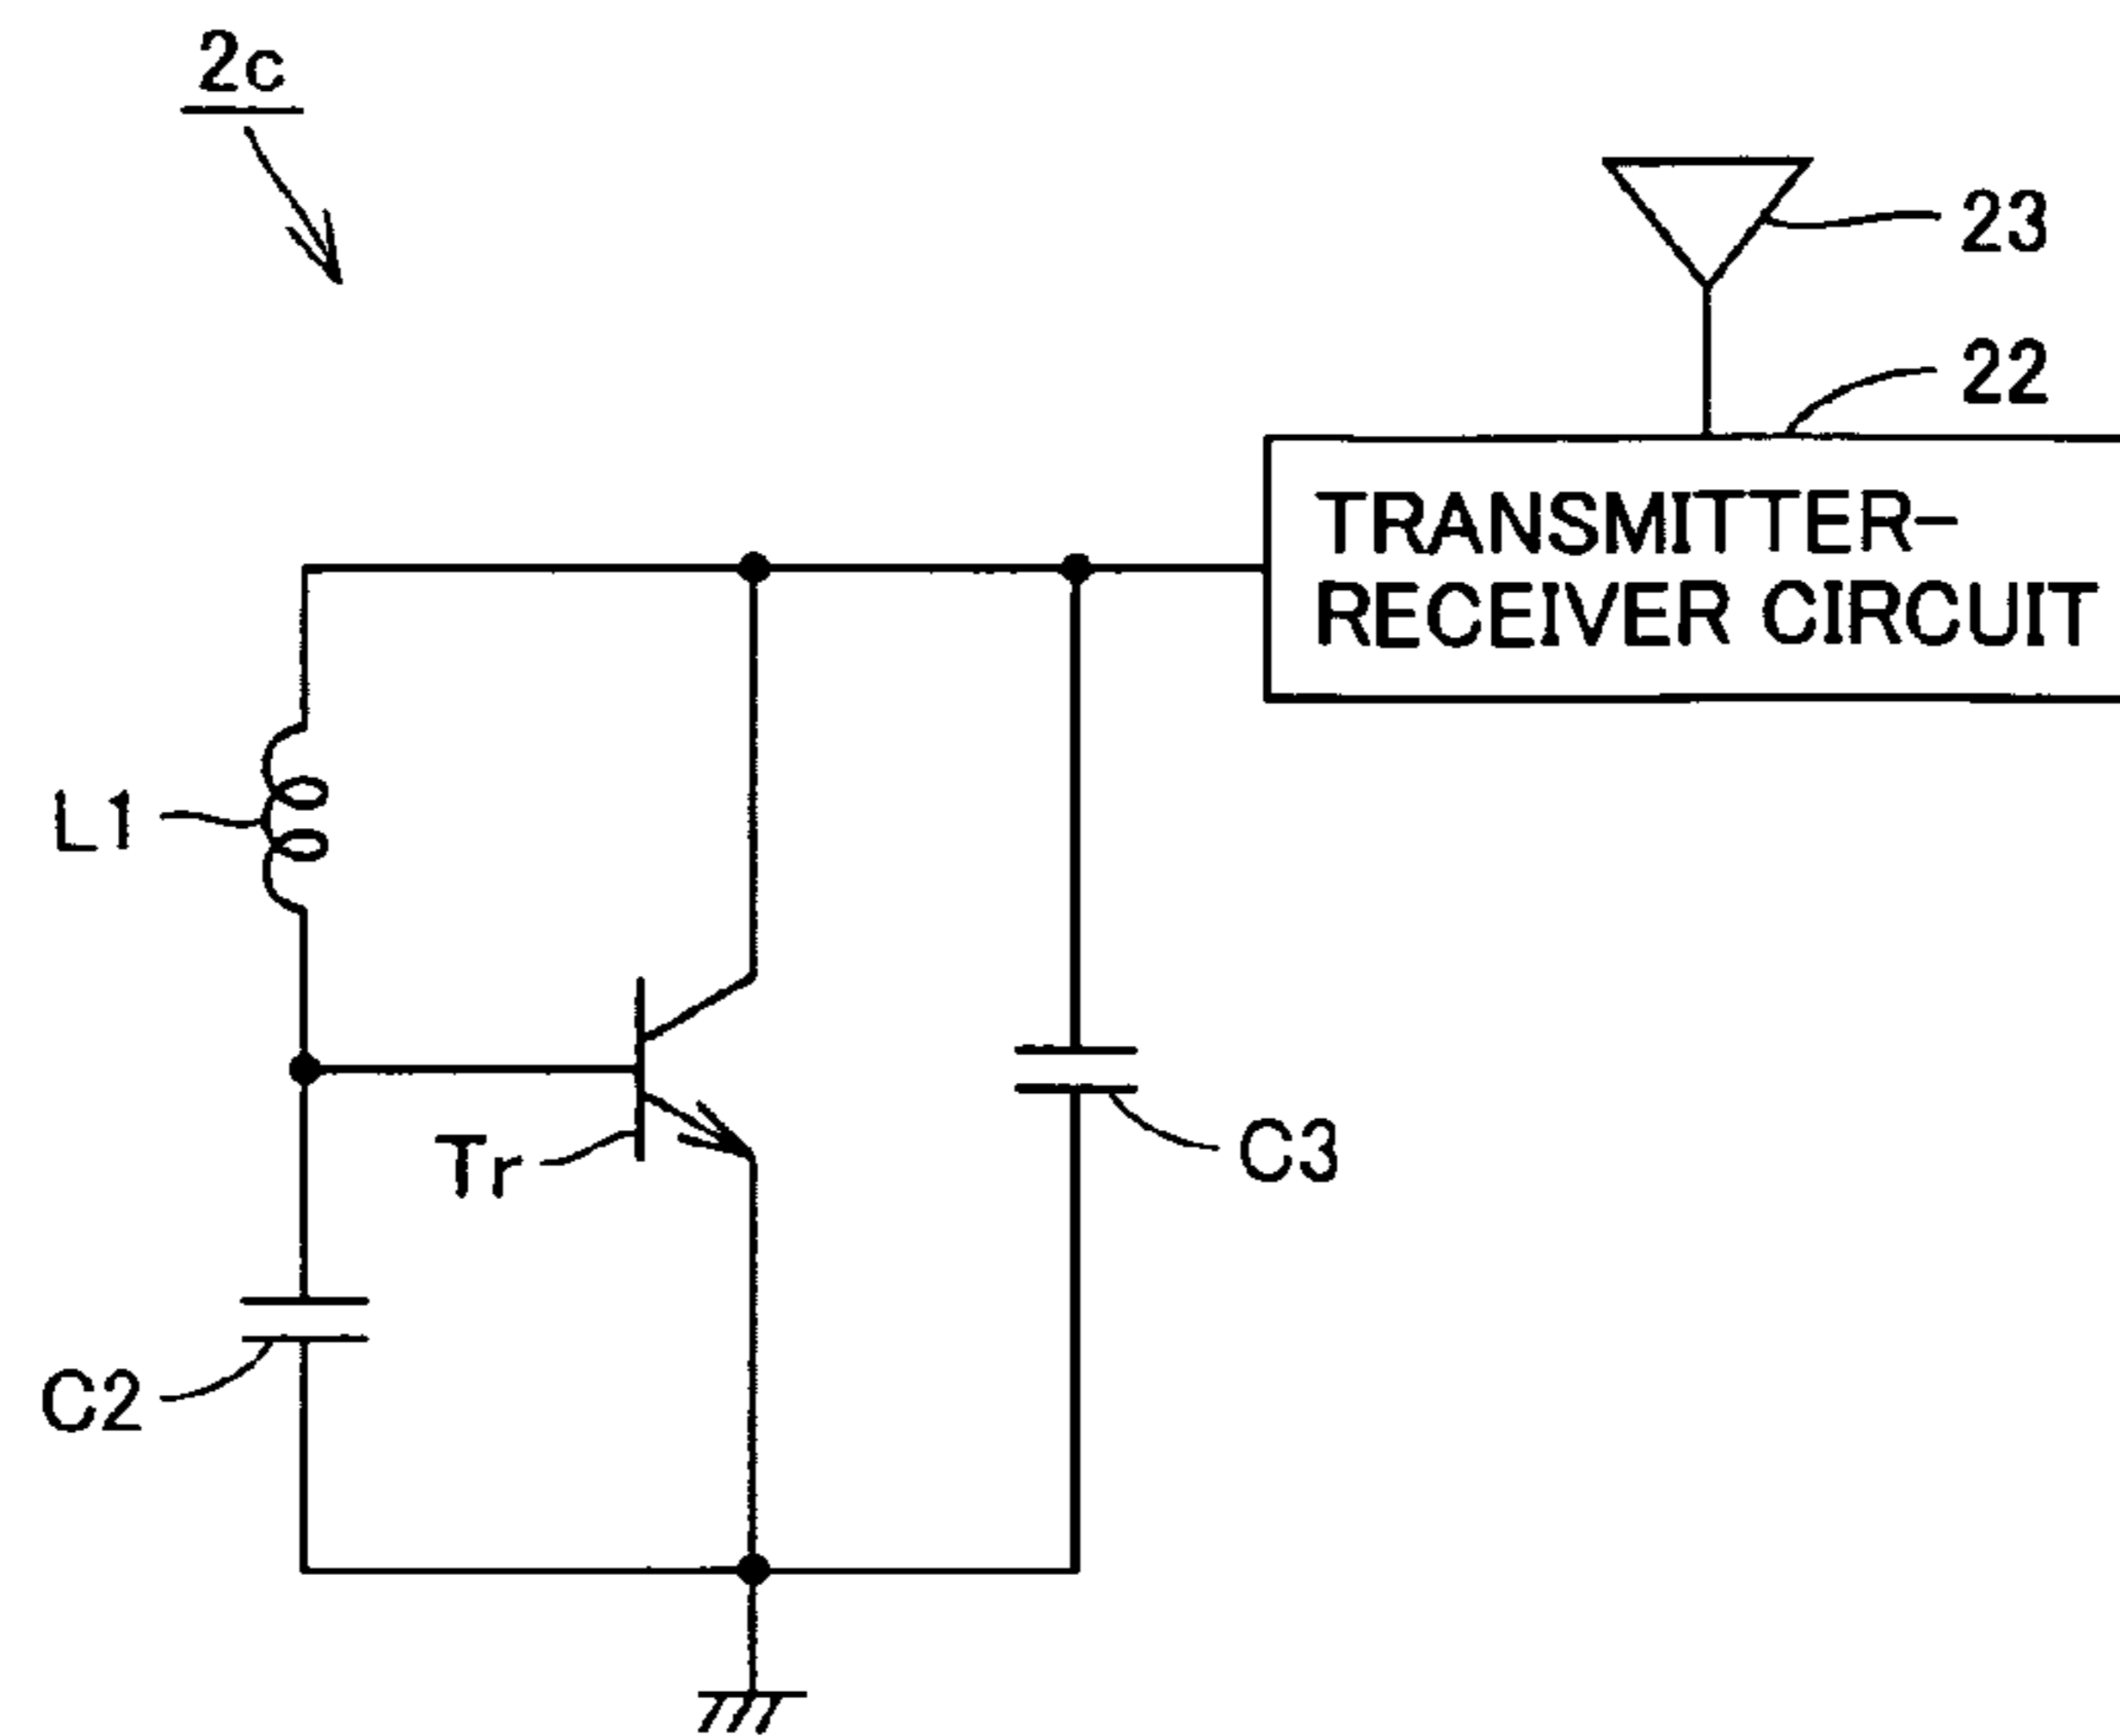 2c
23
22
TRANSMITTER-
RECEIVER CIRCUIT
L1
Tr
C3
C2